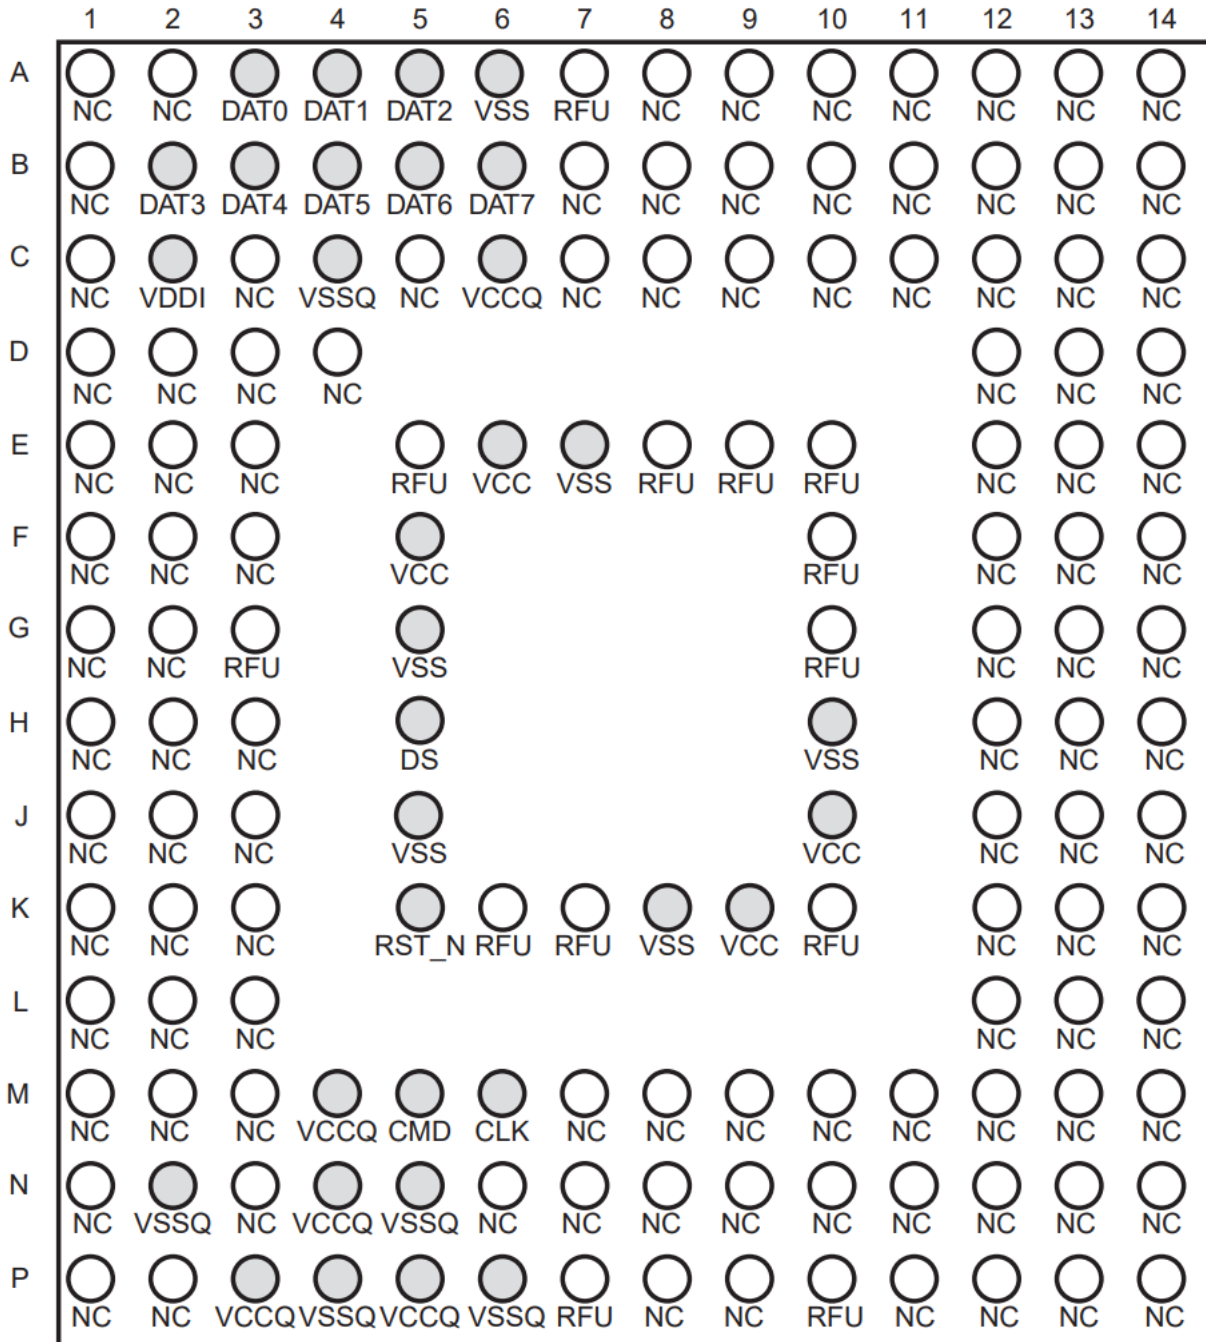 1 2 3 4 5 6 7 8 9 10 11 12 13 14
A
NC NC DAT0 DAT1 DAT2 VSS RFU NC NC NC NC NC NC NC
B
NC DAT3 DAT4 DAT5 DAT6 DAT7 NC NC NC NC NC NC NC NC
C
NC VDDI NC VSSQ NC VCCQ NC NC NC NC NC NC NC NC
D
NC NC NC NC NC NC NC
E
NC NC NC RFU VCC VSS RFU RFU RFU NC NC NC
F
NC NC NC VCC RFU NC NC NC
G
NC NC RFU VSS RFU NC NC NC
H
NC NC NC DS VSS NC NC NC
J
NC NC NC VSS VCC NC NC NC
K
NC NC NC RST_N RFU RFU VSS VCC RFU NC NC NC
L
NC NC NC NC NC NC
M
NC NC NC VCCQ CMD CLK NC NC NC NC NC NC NC NC
N
NC VSSQ NC VCCQ VSSQ NC NC NC NC NC NC NC NC NC
P
NC NC VCCQ VSSQ VCCQ VSSQ RFU NC NC RFU NC NC NC NC